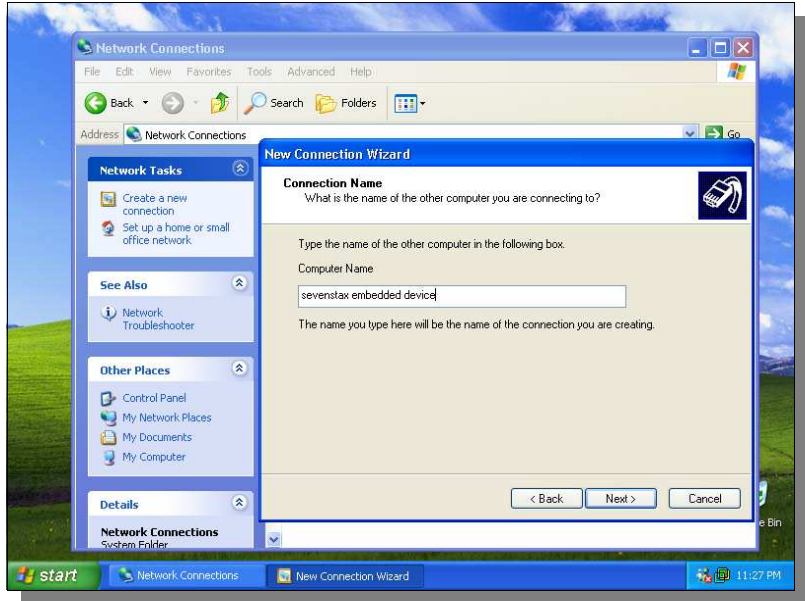 Network Connections
File Edit View Favorites Tools Advanced Help
Back Search Folders
Address Network Connections Go
Network Tasks
Create a new
connection
Set up a home or small
office network
See Also
Network
Troubleshooter
Other Places
Control Panel
My Network Places
My Documents
My Computer
Details
Network Connections
System Folder
New Connection Wizard
Connection Name
What is the name of the other computer you are connecting to?
Type the name of the other computer in the following box.
Computer Name
sevenstax embedded device
The name you type here will be the name of the connection you are creating.
< Back Next > Cancel
e Bin
start Network Connections New Connection Wizard 11:27 PM